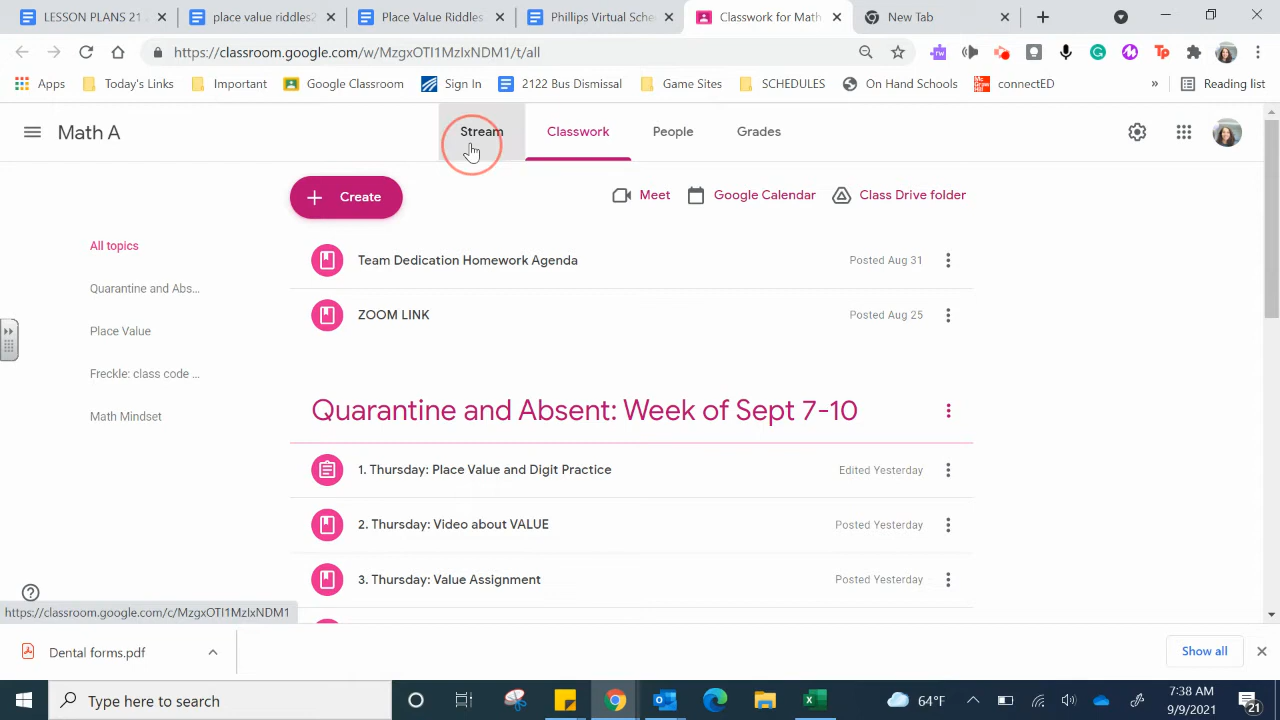 LESSON PLANS 21
place value riddles2
Place Value Riddles
Phillips Virtual Sche
Classwork for Math
New Tab
https://classroom.google.com/w/MzgxOTI1MzIxNDM1/t/all
Apps
Today's Links
Important
Google Classroom
Sign In
2122 Bus Dismissal
Game Sites
SCHEDULES
On Hand Schools
connectED
»
Reading list
Math A
Stream
Classwork
People
Grades
+ Create
Meet
Google Calendar
Class Drive folder
All topics
Quarantine and Abs...
Place Value
Freckle: class code ...
Math Mindset
Team Dedication Homework Agenda
Posted Aug 31
ZOOM LINK
Posted Aug 25
Quarantine and Absent: Week of Sept 7-10
1. Thursday: Place Value and Digit Practice
Edited Yesterday
2. Thursday: Video about VALUE
Posted Yesterday
3. Thursday: Value Assignment
Posted Yesterday
https://classroom.google.com/c/MzgxOTI1MzIxNDM1
Dental forms.pdf
Show all
Type here to search
64°F
7:38 AM
9/9/2021
21